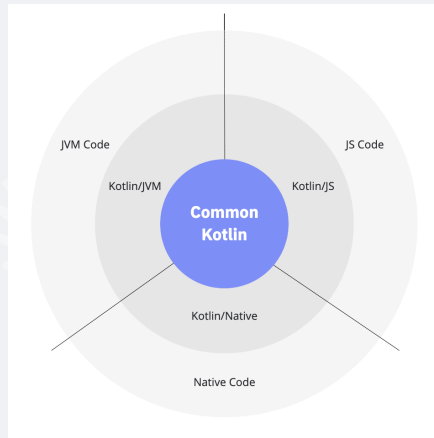 JVM Code
JS Code
Kotlin/JVM
Kotlin/JS
Common
Kotlin
Kotlin/Native
Native Code